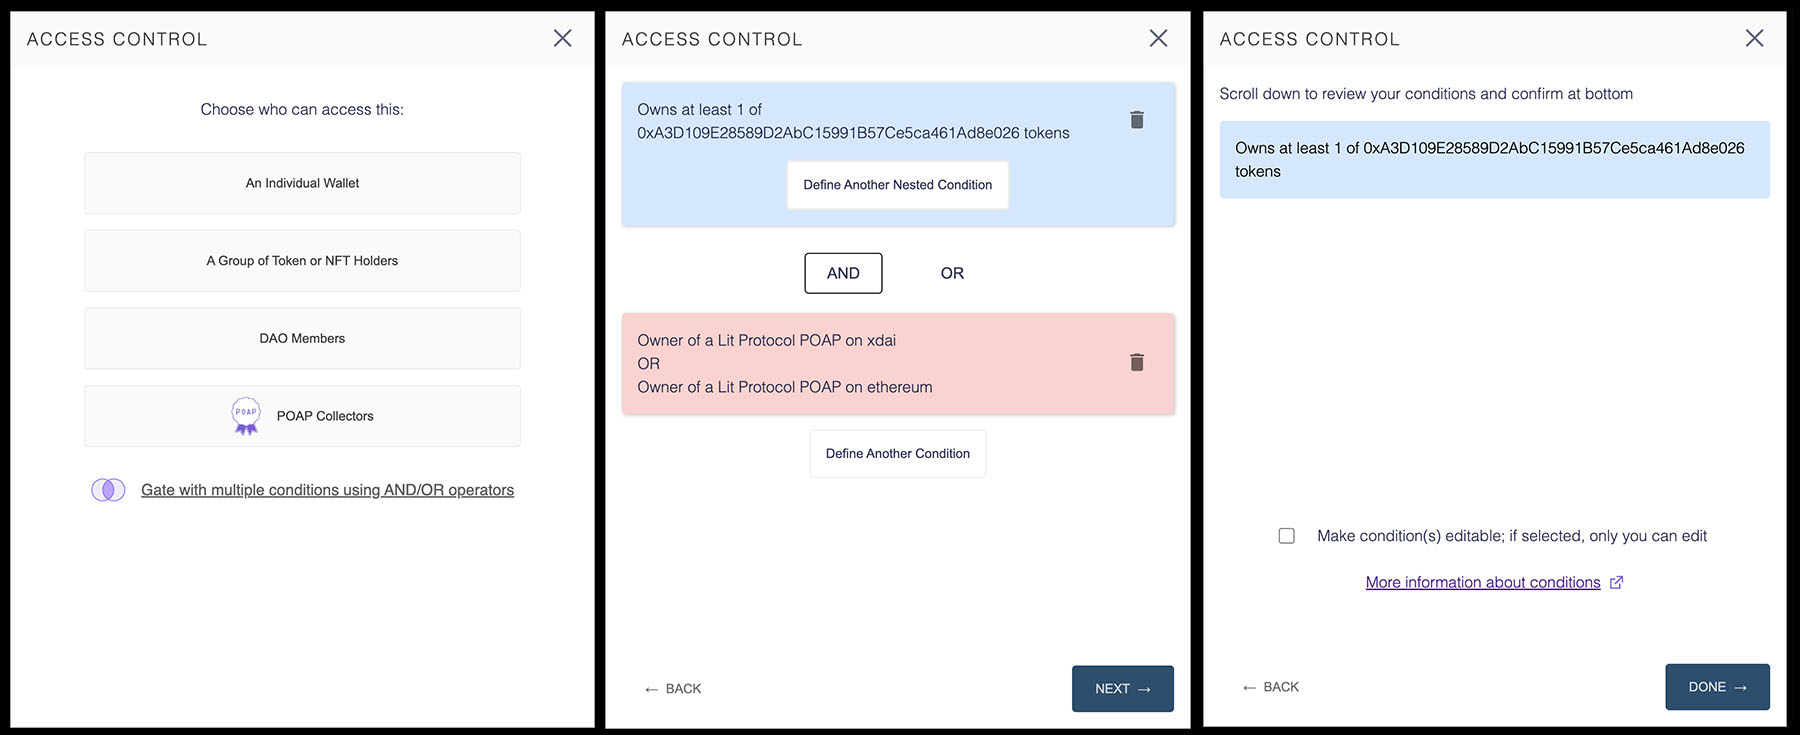 ACCESS CONTROL
Choose who can access this:
An Individual Wallet
A Group of Token or NFT Holders
DAO Members
POAP
POAP Collectors
Gate with multiple conditions using AND/OR operators
ACCESS CONTROL
Owns at least 1 of
0xA3D109E28589D2AbC15991B57Ce5ca461Ad8e026 tokens
Define Another Nested Condition
AND OR
Owner of a Lit Protocol POAP on xdai
OR
Owner of a Lit Protocol POAP on ethereum
Define Another Condition
← BACK
NEXT →
ACCESS CONTROL
Scroll down to review your conditions and confirm at bottom
Owns at least 1 of 0xA3D109E28589D2AbC15991B57Ce5ca461Ad8e026
tokens
Make condition(s) editable; if selected, only you can edit
More information about conditions
← BACK
DONE →